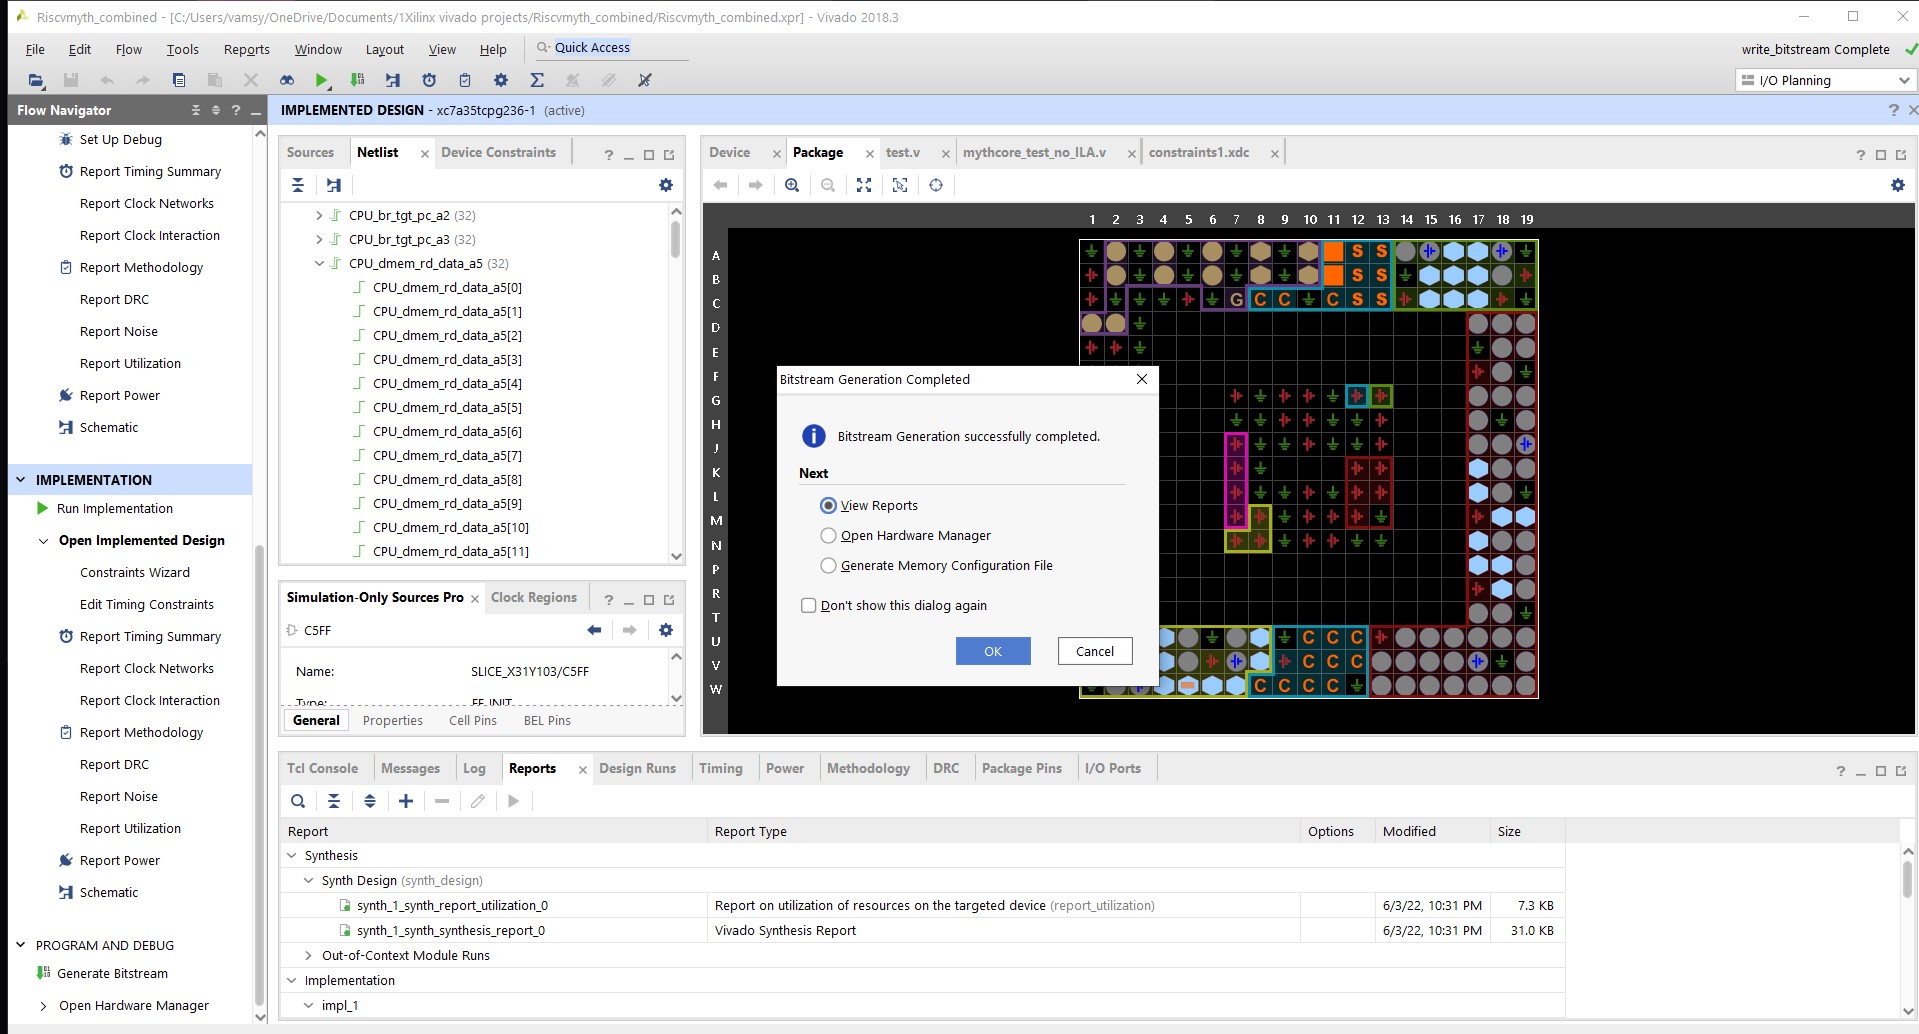 Riscvmyth_combined - [C:/Users/vamsy/OneDrive/Documents/1Xilinx vivado projects/Riscvmyth_combined/Riscvmyth_combined.xpr] - Vivado 2018.3
File Edit Flow Tools Reports Window Layout View Help Quick Access
write_bitstream Complete
I/O Planning
Flow Navigator
Set Up Debug
Report Timing Summary
Report Clock Networks
Report Clock Interaction
Report Methodology
Report DRC
Report Noise
Report Utilization
Report Power
Schematic
IMPLEMENTATION
Run Implementation
Open Implemented Design
Constraints Wizard
Edit Timing Constraints
Report Timing Summary
Report Clock Networks
Report Clock Interaction
Report Methodology
Report DRC
Report Noise
Report Utilization
Report Power
Schematic
PROGRAM AND DEBUG
Generate Bitstream
Open Hardware Manager
IMPLEMENTED DESIGN - xc7a35tcpg236-1 (active)
Sources Netlist Device Constraints
CPU_br_tgt_pc_a2 (32)
CPU_br_tgt_pc_a3 (32)
CPU_dmem_rd_data_a5 (32)
CPU_dmem_rd_data_a5[0]
CPU_dmem_rd_data_a5[1]
CPU_dmem_rd_data_a5[2]
CPU_dmem_rd_data_a5[3]
CPU_dmem_rd_data_a5[4]
CPU_dmem_rd_data_a5[5]
CPU_dmem_rd_data_a5[6]
CPU_dmem_rd_data_a5[7]
CPU_dmem_rd_data_a5[8]
CPU_dmem_rd_data_a5[9]
CPU_dmem_rd_data_a5[10]
CPU_dmem_rd_data_a5[11]
Simulation-Only Sources Pro Clock Regions
C5FF
Name: SLICE_X31Y103/C5FF
Type: FF_INIT
General Properties Cell Pins BEL Pins
Device Package test.v mythcore_test_no_ILA.v constraints1.xdc
1 2 3 4 5 6 7 8 9 10 11 12 13 14 15 16 17 18 19
A S S
B S S
C G C C C S S
D
E
F
G
H
J
K
L
M
N
P
R
T
U C C C
V C C C
W C C C C
Bitstream Generation Completed
Bitstream Generation successfully completed.
Next
View Reports
Open Hardware Manager
Generate Memory Configuration File
Don't show this dialog again
OK Cancel
Tcl Console Messages Log Reports Design Runs Timing Power Methodology DRC Package Pins I/O Ports
Report Report Type Options Modified Size
Synthesis
Synth Design (synth_design)
synth_1_synth_report_utilization_0 Report on utilization of resources on the targeted device (report_utilization) 6/3/22, 10:31 PM 7.3 KB
synth_1_synth_synthesis_report_0 Vivado Synthesis Report 6/3/22, 10:31 PM 31.0 KB
Out-of-Context Module Runs
Implementation
impl_1